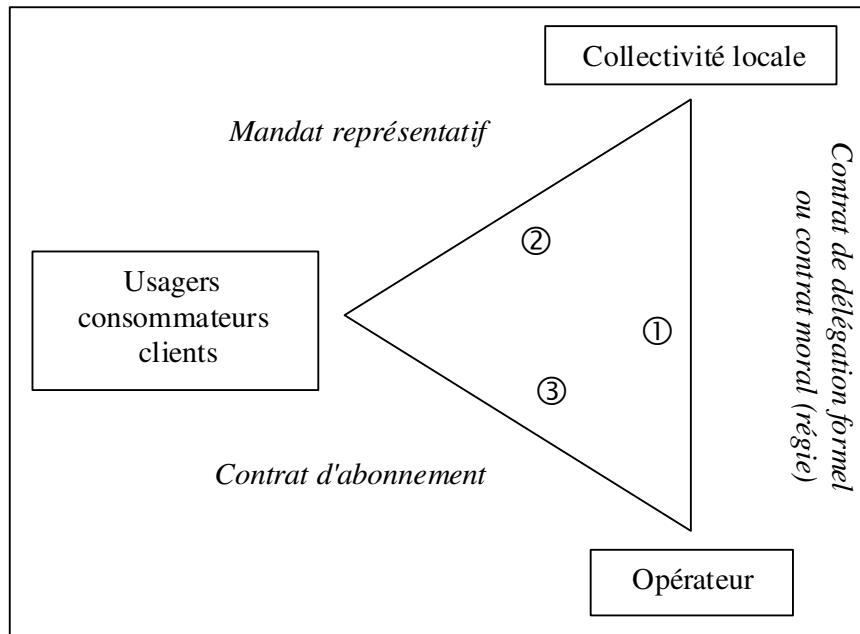 Collectivité locale
Mandat représentatif
Contrat de délégation formel
ou contrat moral (régie)
②
Usagers
consommateurs
clients
①
③
Contrat d'abonnement
Opérateur